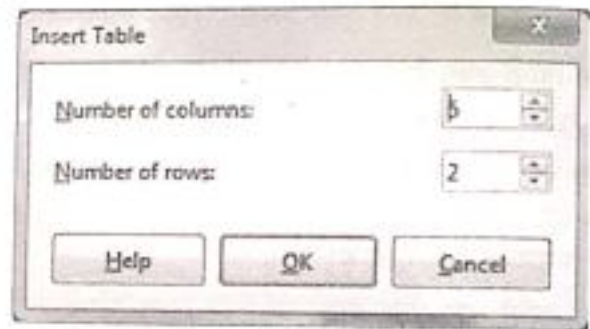 Insert Table
Number of columns: 5
Number of rows: 2
Help OK Cancel